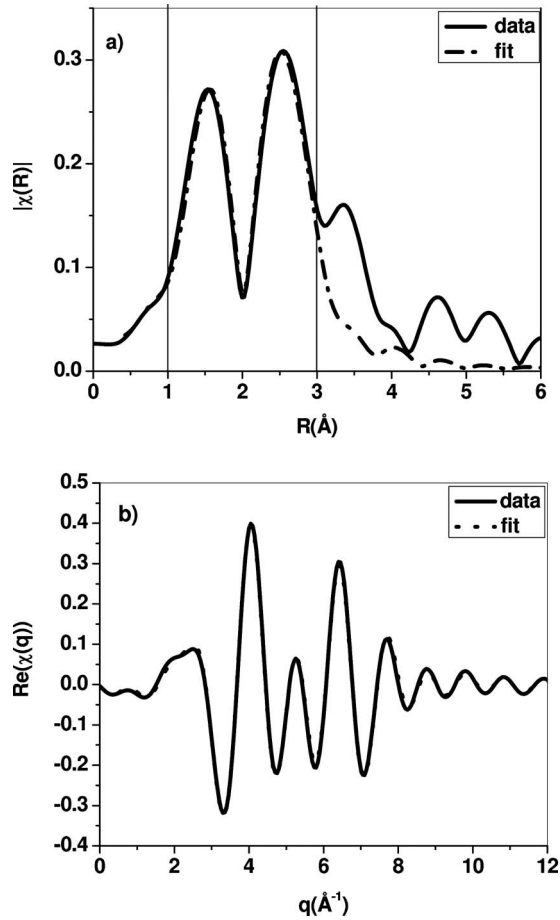 a)
data
fit
|χ(R)|
0.3
0.2
0.1
0.0
0 1 2 3 4 5 6
R(Å)
b)
data
fit
Re(χ(q))
0.5
0.4
0.3
0.2
0.1
0.0
-0.1
-0.2
-0.3
-0.4
0 2 4 6 8 10 12
q(Å⁻¹)